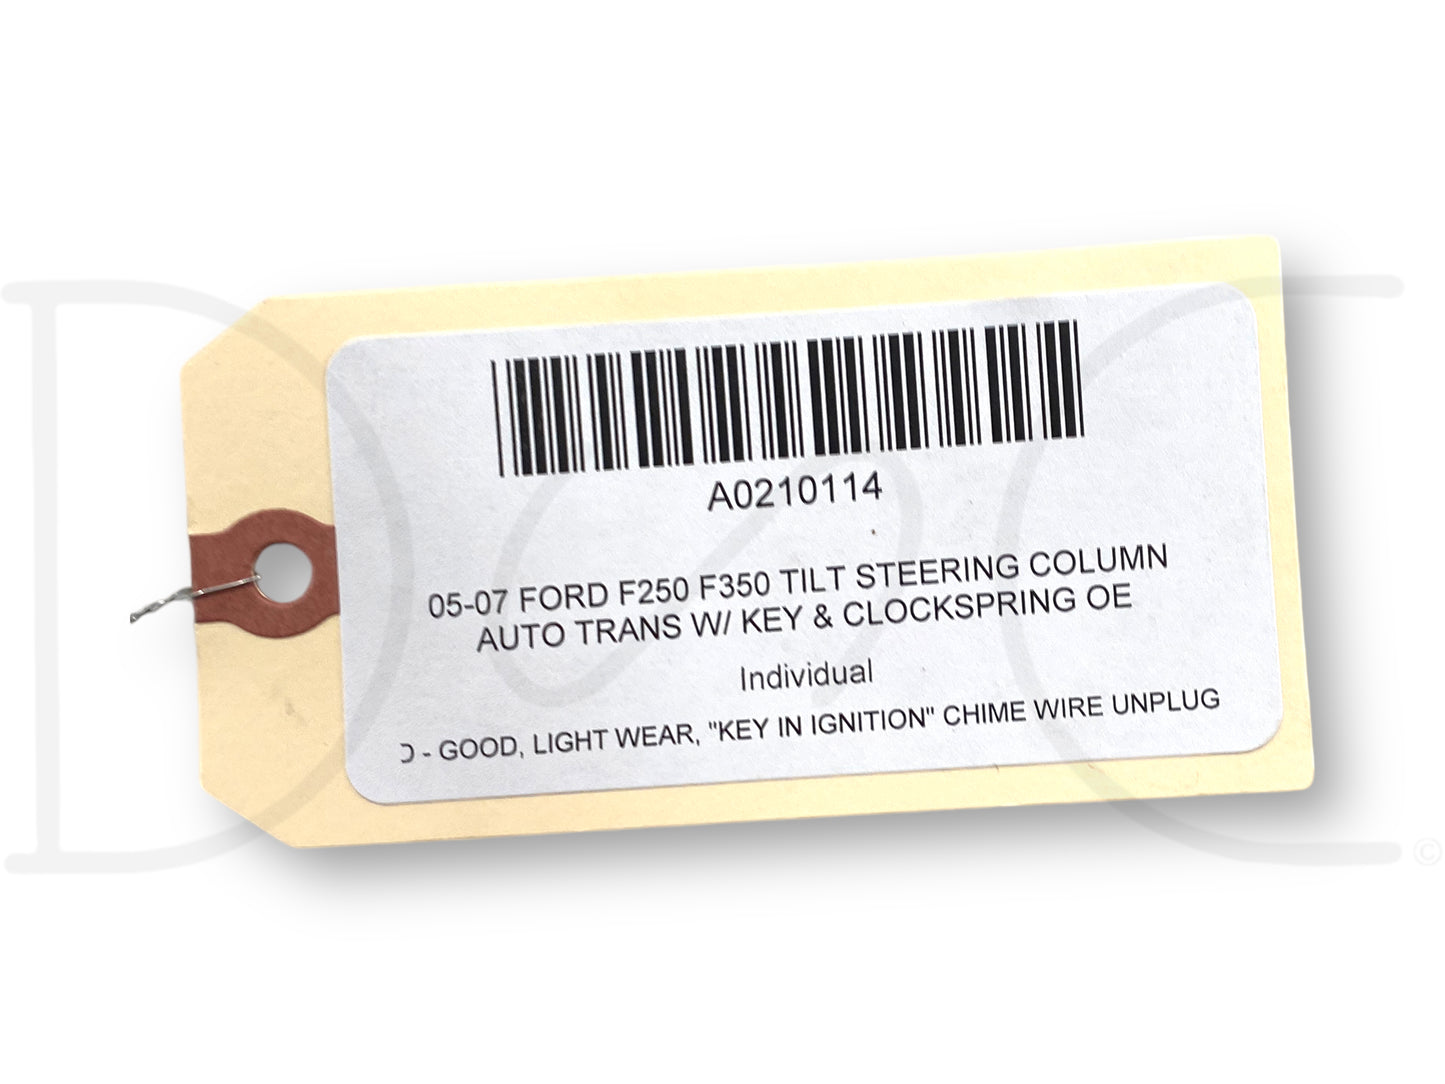 A0210114
05-07 FORD F250 F350 TILT STEERING COLUMN
AUTO TRANS W/ KEY & CLOCKSPRING OE
Individual
- GOOD, LIGHT WEAR, "KEY IN IGNITION" CHIME WIRE UNPLUG
©